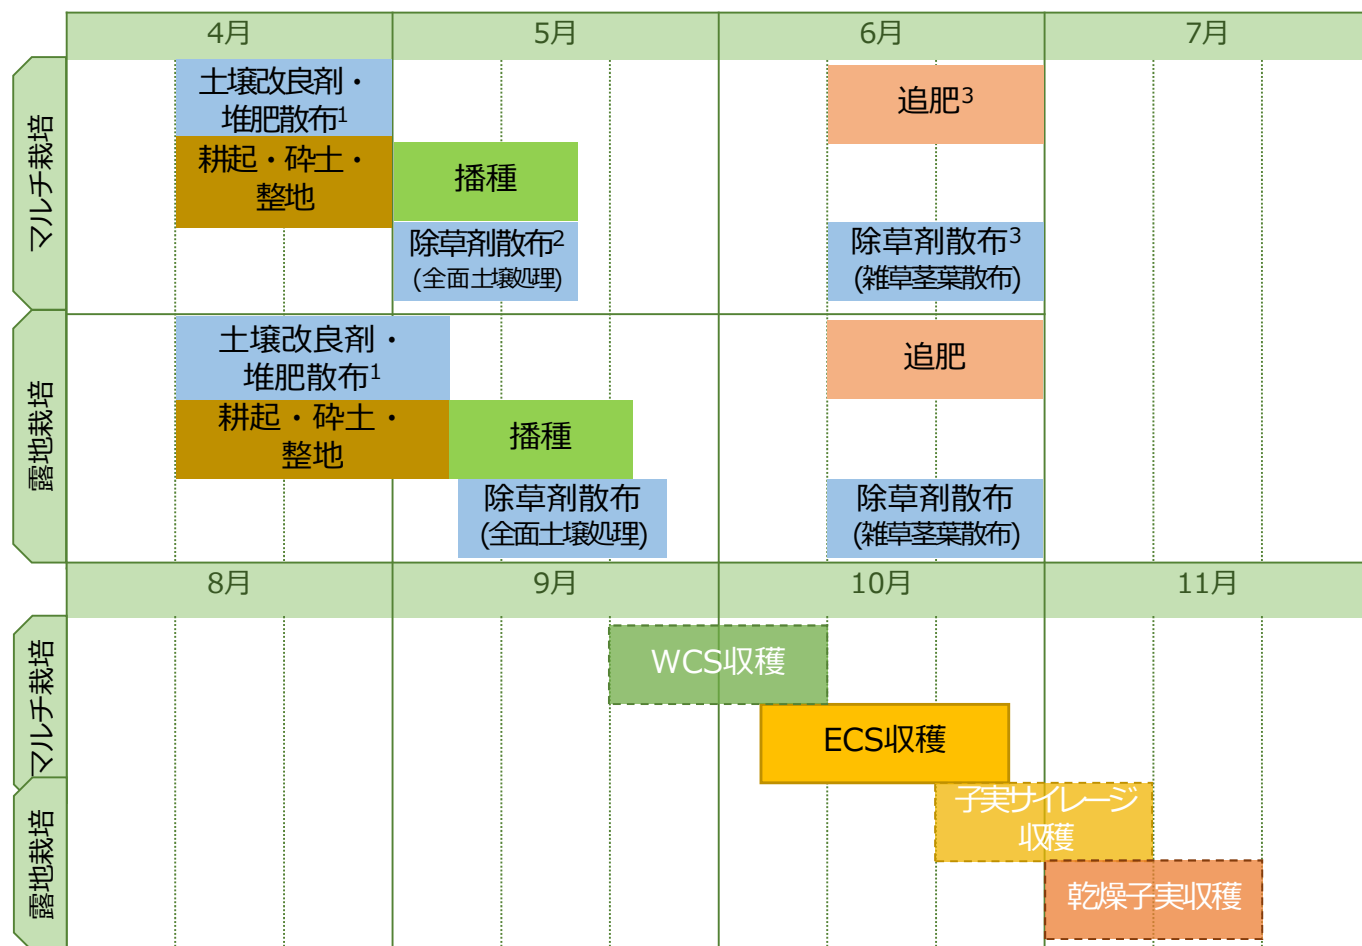 4月
5月
6月
7月
マルチ栽培
土壌改良剤・
堆肥散布1
耕起・砕土・
整地
播種
除草剤散布2
(全面土壌処理)
追肥3
除草剤散布3
(雑草茎葉散布)
露地栽培
土壌改良剤・
堆肥散布1
耕起・砕土・
整地
播種
除草剤散布
(全面土壌処理)
追肥
除草剤散布
(雑草茎葉散布)
8月
9月
10月
11月
マルチ栽培
露地栽培
WCS収穫
ECS収穫
子実サイレージ
収穫
乾燥子実収穫